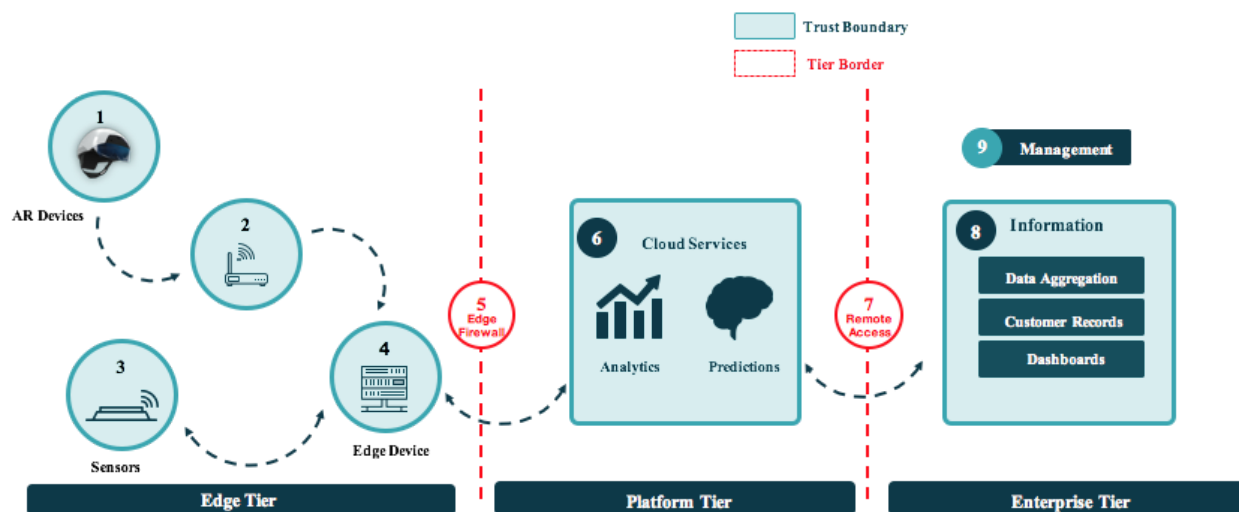 Trust Boundary
Tier Border
1
AR Devices
2
3
Sensors
4
Edge Device
5
Edge
Firewall
6
Cloud Services
Analytics
Predictions
7
Remote
Access
9
Management
8
Information
Data Aggregation
Customer Records
Dashboards
Edge Tier
Platform Tier
Enterprise Tier